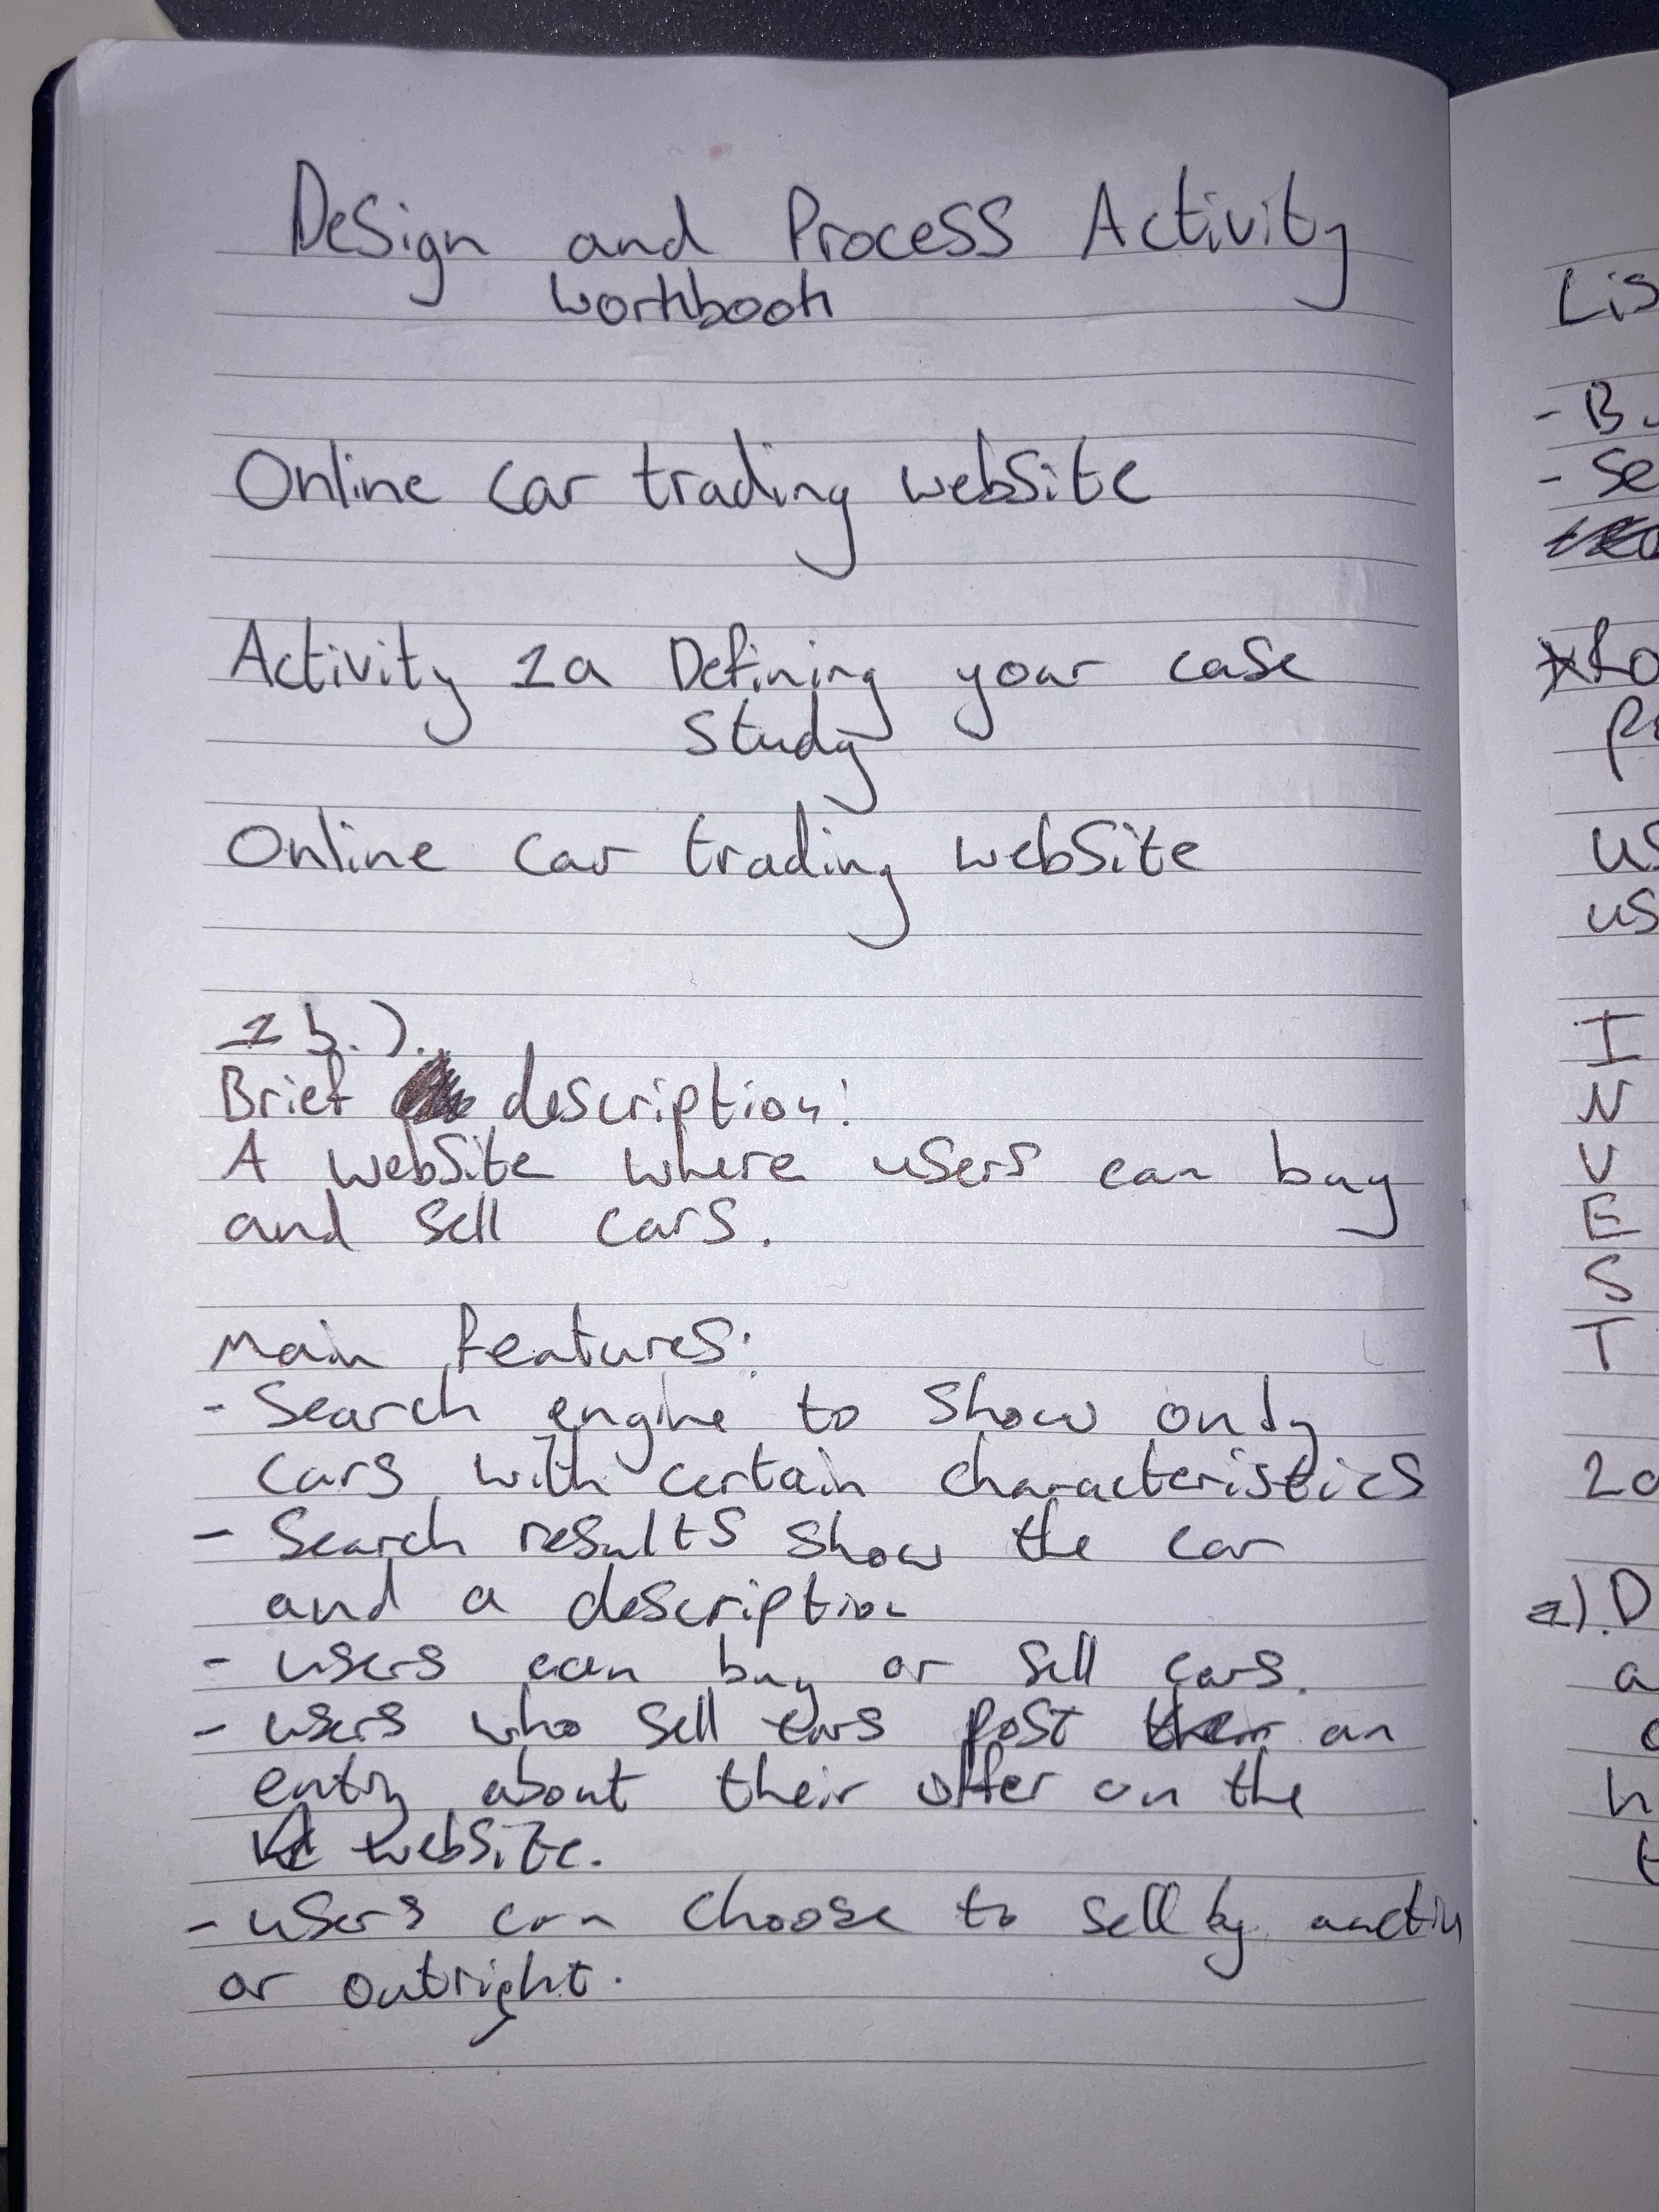 Design and Process Activity
Workbook
Online car trading website
Activity 1a Defining your case
study
Online car trading website
1b.).
Brief description:
A website where users can buy
and sell cars.
Main features:
- Search engine to show only
cars with certain characteristics
- Search results show the car
and a description
- users can buy or sell cars.
- users who sell cars post an
entry about their offer on the
website.
- users can choose to sell by auction
or outright.
Lis
- B
- Se
us
us
I
N
V
E
S
T
2a
a). D
a
h
t